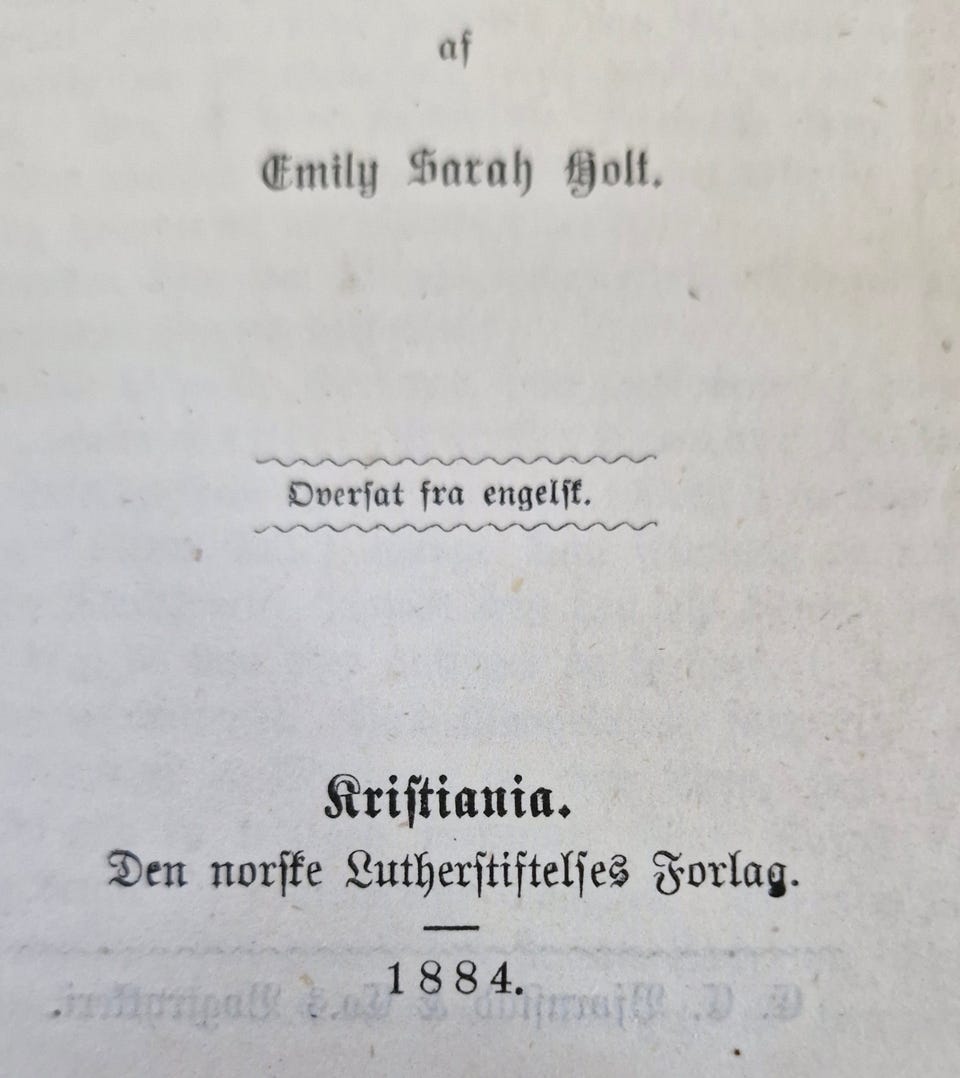 af
Emily Sarah Holt.
Oversat fra engelsk.
Kristiania.
Den norske Lutherstiftelses Forlag.
1884.